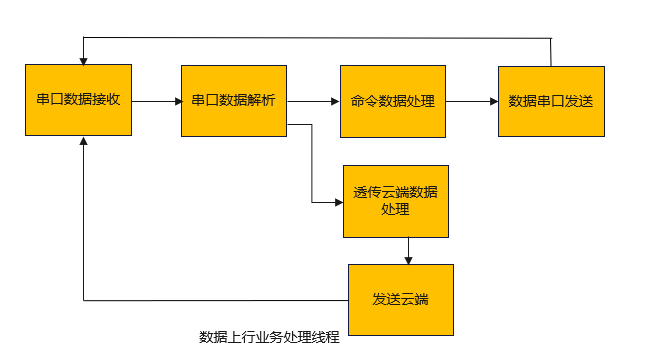 串口数据接收
串口数据解析
命令数据处理
数据串口发送
透传云端数据
处理
发送云端
数据上行业务处理线程